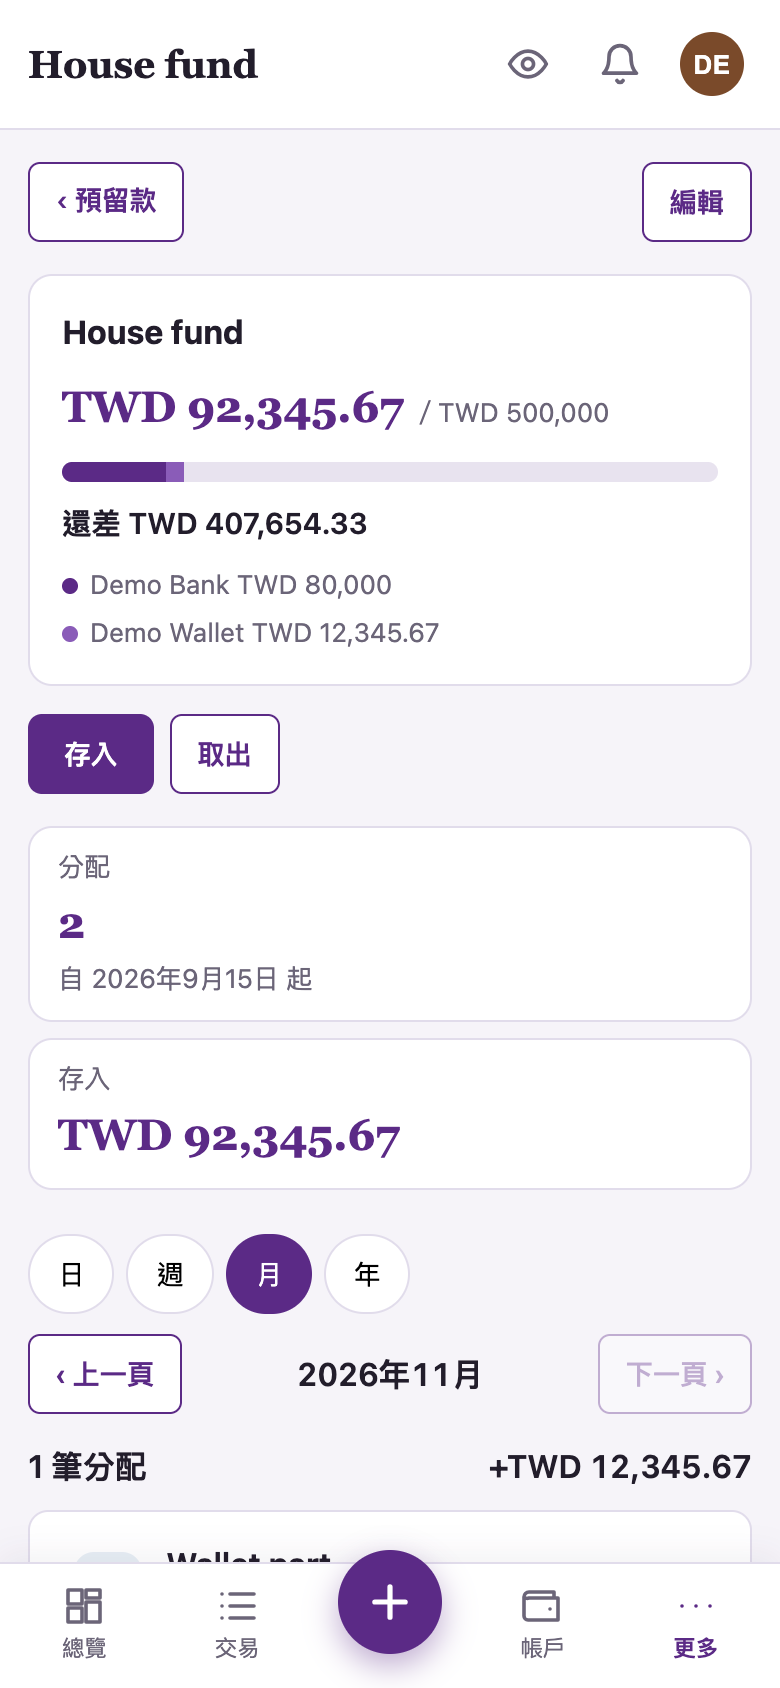 House fund
DE
‹ 預留款
編輯
House fund
TWD 92,345.67 / TWD 500,000
還差 TWD 407,654.33
Demo Bank TWD 80,000
Demo Wallet TWD 12,345.67
存入
取出
分配
2
自 2026年9月15日 起
存入
TWD 92,345.67
日
週
月
年
‹ 上一頁
2026年11月
下一頁 ›
1 筆分配
+TWD 12,345.67
Wallet part
總覽
交易
帳戶
更多